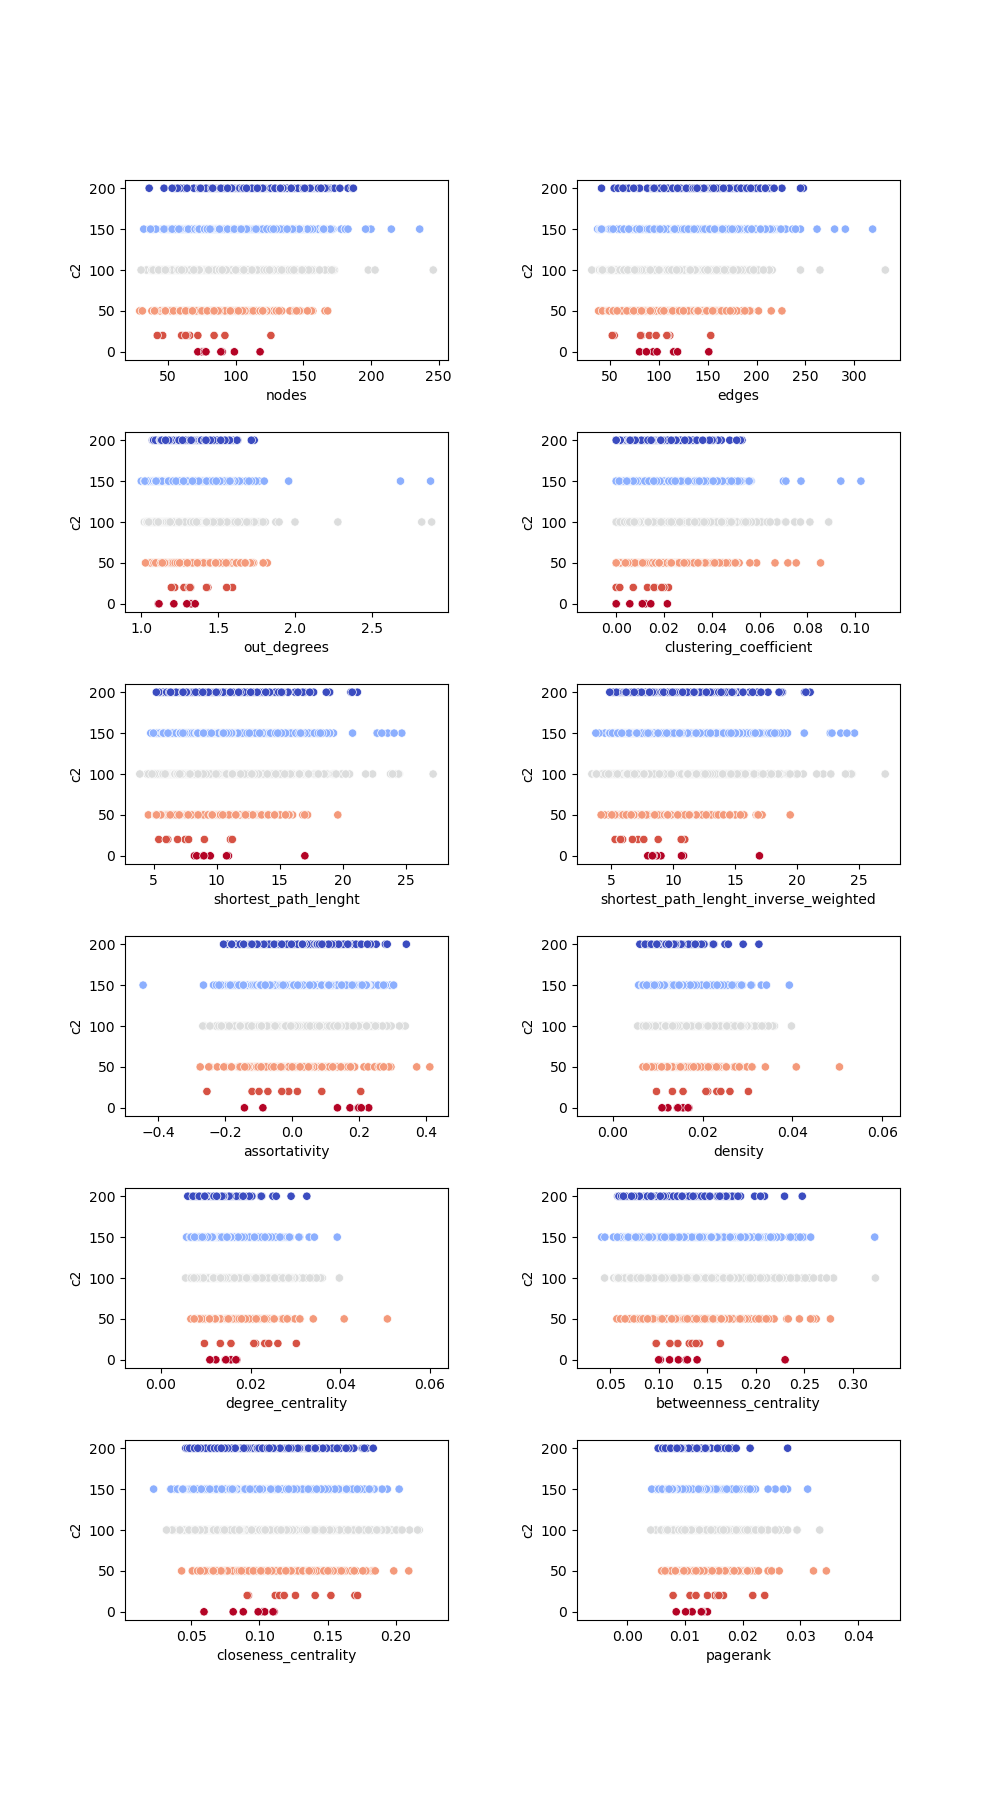 200
150
100
50
0
c2
50 100 150 200 250
nodes
200
150
100
50
0
c2
50 100 150 200 250 300
edges
200
150
100
50
0
c2
1.0 1.5 2.0 2.5
out_degrees
200
150
100
50
0
c2
0.00 0.02 0.04 0.06 0.08 0.10
clustering_coefficient
200
150
100
50
0
c2
5 10 15 20 25
shortest_path_lenght
200
150
100
50
0
c2
5 10 15 20 25
shortest_path_lenght_inverse_weighted
200
150
100
50
0
c2
−0.4 −0.2 0.0 0.2 0.4
assortativity
200
150
100
50
0
c2
0.00 0.02 0.04 0.06
density
200
150
100
50
0
c2
0.00 0.02 0.04 0.06
degree_centrality
200
150
100
50
0
c2
0.05 0.10 0.15 0.20 0.25 0.30
betweenness_centrality
200
150
100
50
0
c2
0.05 0.10 0.15 0.20
closeness_centrality
200
150
100
50
0
c2
0.00 0.01 0.02 0.03 0.04
pagerank